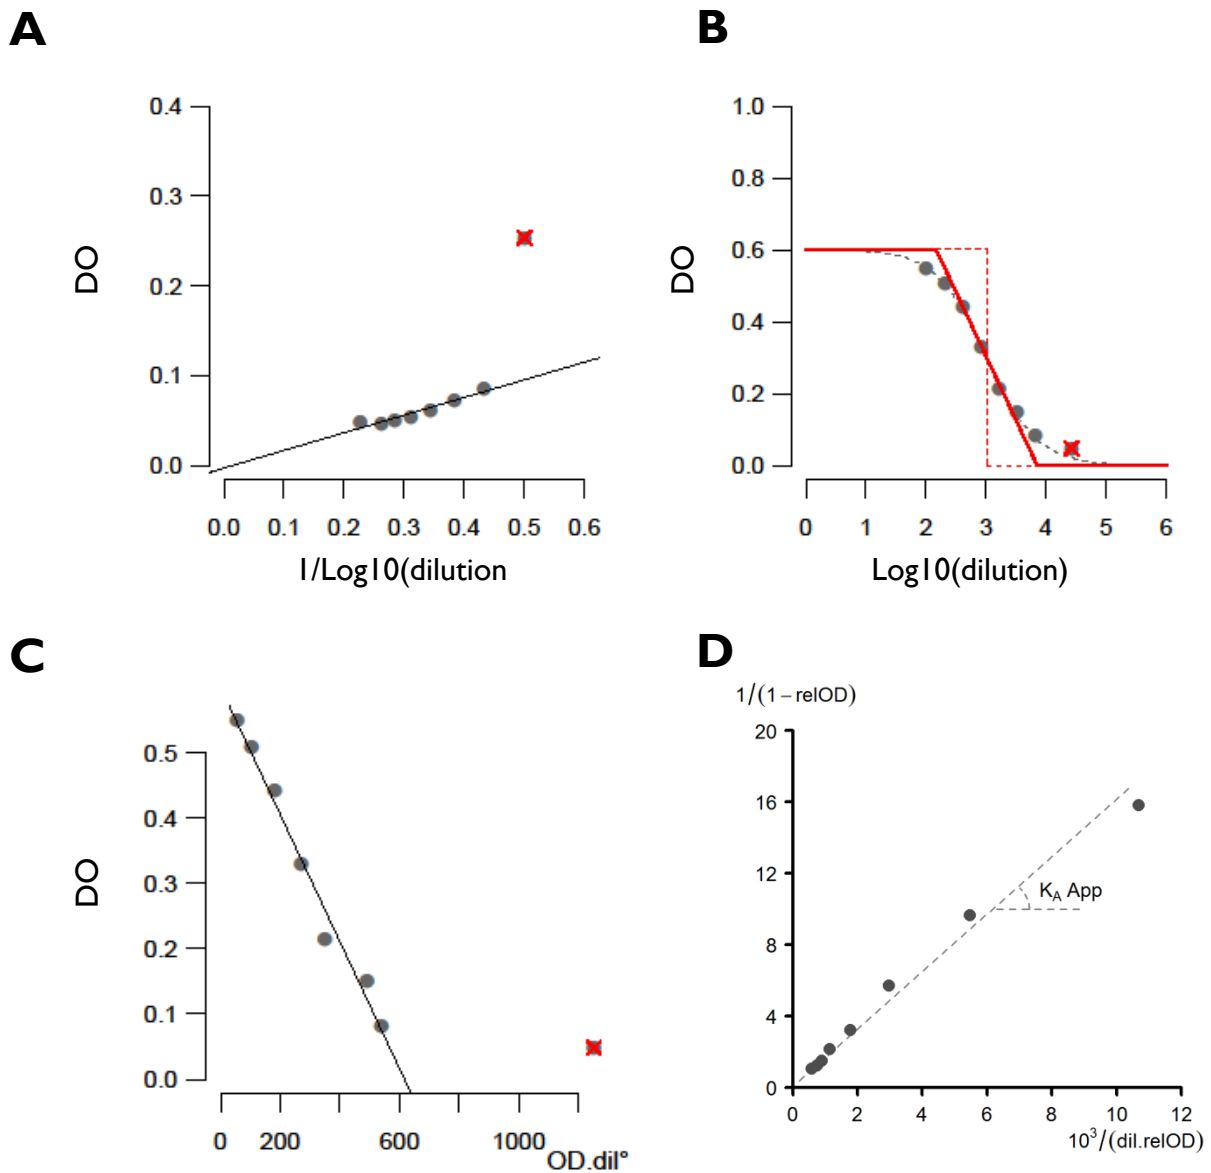 A
0.4
0.3
0.2
0.1
0.0
DO
0.0 0.1 0.2 0.3 0.4 0.5 0.6
1/Log10(dilution
B
1.0
0.8
0.6
0.4
0.2
0.0
DO
0 1 2 3 4 5 6
Log10(dilution)
C
0.5
0.4
0.3
0.2
0.1
0.0
DO
0 200 600 1000
OD.dil°
D
1/(1−relOD)
20
16
12
8
4
0
K_A App
0 2 4 6 8 10 12
10³/(dil.relOD)